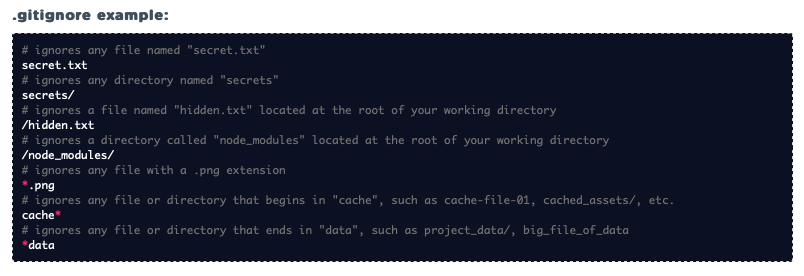 .gitignore example:
# ignores any file named "secret.txt"
secret.txt
# ignores any directory named "secrets"
secrets/
# ignores a file named "hidden.txt" located at the root of your working directory
/hidden.txt
# ignores a directory called "node_modules" located at the root of your working directory
/node_modules/
# ignores any file with a .png extension
*.png
# ignores any file or directory that begins in "cache", such as cache-file-01, cached_assets/, etc.
cache*
# ignores any file or directory that ends in "data", such as project_data/, big_file_of_data
*data